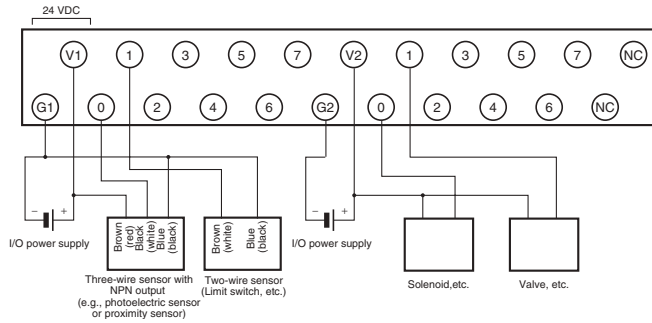 24 VDC
V1 1 3 5 7 V2 1 3 5 7 NC
G1 0 2 4 6 G2 0 2 4 6 NC
− + − +
I/O power supply
Brown (red)
Black (white)
Blue (black)
Brown (white)
Blue (black)
I/O power supply
Three-wire sensor with
NPN output
(e.g., photoelectric sensor
or proximity sensor)
Two-wire sensor
(Limit switch, etc.)
Solenoid,etc.
Valve, etc.